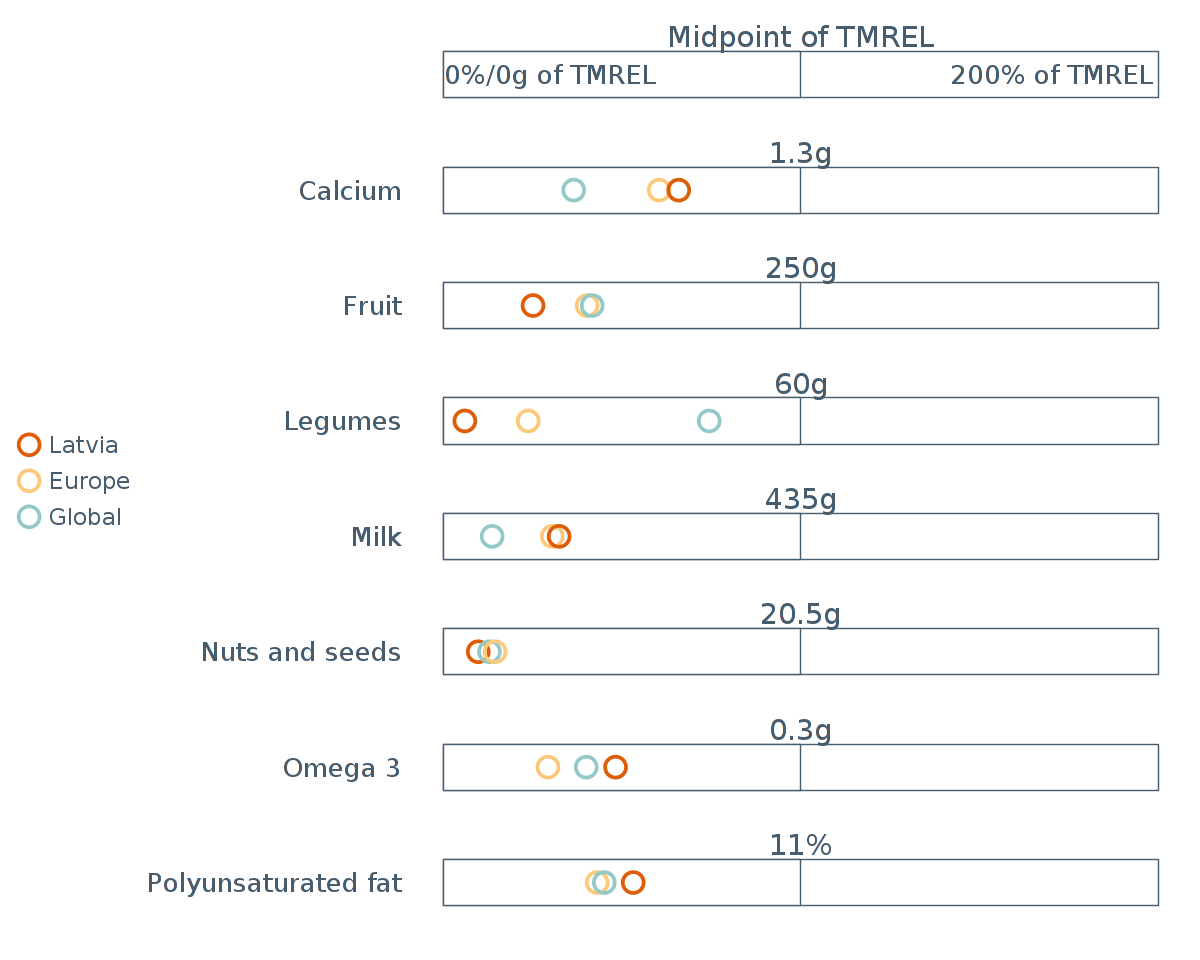 Midpoint of TMREL
0%/0g of TMREL
200% of TMREL
1.3g
Calcium
250g
Fruit
60g
Legumes
Latvia
Europe
Global
435g
Milk
20.5g
Nuts and seeds
0.3g
Omega 3
11%
Polyunsaturated fat